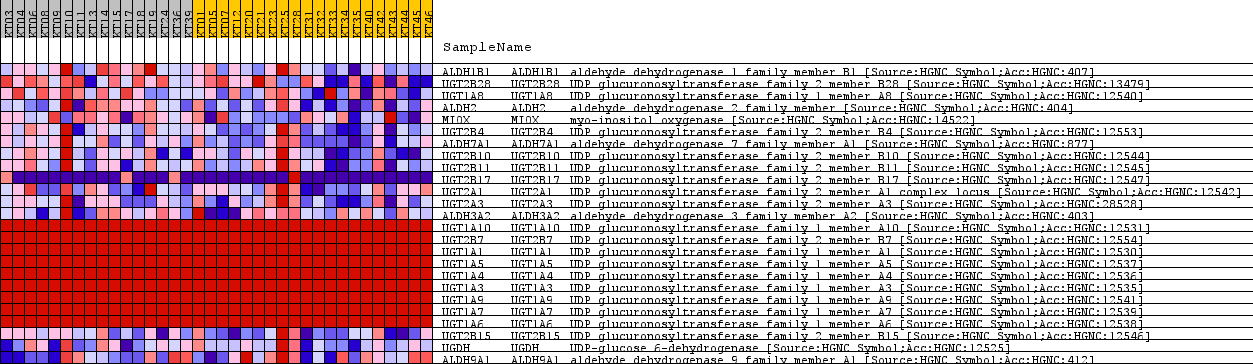 KT03 KT04 KT06 KT08 KT09 KT10 KT11 KT13 KT14 KT15 KT17 KT18 KT19 KT24 KT36 KT39 KT01 KT05 KT07 KT12 KT20 KT21 KT23 KT25 KT28 KT31 KT32 KT33 KT34 KT35 KT40 KT42 KT43 KT44 KT45 KT46
SampleName
ALDH1B1 ALDH1B1 aldehyde dehydrogenase 1 family member B1 [Source:HGNC Symbol;Acc:HGNC:407]
UGT2B28 UGT2B28 UDP glucuronosyltransferase family 2 member B28 [Source:HGNC Symbol;Acc:HGNC:13479]
UGT1A8 UGT1A8 UDP glucuronosyltransferase family 1 member A8 [Source:HGNC Symbol;Acc:HGNC:12540]
ALDH2 ALDH2 aldehyde dehydrogenase 2 family member [Source:HGNC Symbol;Acc:HGNC:404]
MIOX MIOX myo-inositol oxygenase [Source:HGNC Symbol;Acc:HGNC:14522]
UGT2B4 UGT2B4 UDP glucuronosyltransferase family 2 member B4 [Source:HGNC Symbol;Acc:HGNC:12553]
ALDH7A1 ALDH7A1 aldehyde dehydrogenase 7 family member A1 [Source:HGNC Symbol;Acc:HGNC:877]
UGT2B10 UGT2B10 UDP glucuronosyltransferase family 2 member B10 [Source:HGNC Symbol;Acc:HGNC:12544]
UGT2B11 UGT2B11 UDP glucuronosyltransferase family 2 member B11 [Source:HGNC Symbol;Acc:HGNC:12545]
UGT2B17 UGT2B17 UDP glucuronosyltransferase family 2 member B17 [Source:HGNC Symbol;Acc:HGNC:12547]
UGT2A1 UGT2A1 UDP glucuronosyltransferase family 2 member A1 complex locus [Source:HGNC Symbol;Acc:HGNC:12542]
UGT2A3 UGT2A3 UDP glucuronosyltransferase family 2 member A3 [Source:HGNC Symbol;Acc:HGNC:28528]
ALDH3A2 ALDH3A2 aldehyde dehydrogenase 3 family member A2 [Source:HGNC Symbol;Acc:HGNC:403]
UGT1A10 UGT1A10 UDP glucuronosyltransferase family 1 member A10 [Source:HGNC Symbol;Acc:HGNC:12531]
UGT2B7 UGT2B7 UDP glucuronosyltransferase family 2 member B7 [Source:HGNC Symbol;Acc:HGNC:12554]
UGT1A1 UGT1A1 UDP glucuronosyltransferase family 1 member A1 [Source:HGNC Symbol;Acc:HGNC:12530]
UGT1A5 UGT1A5 UDP glucuronosyltransferase family 1 member A5 [Source:HGNC Symbol;Acc:HGNC:12537]
UGT1A4 UGT1A4 UDP glucuronosyltransferase family 1 member A4 [Source:HGNC Symbol;Acc:HGNC:12536]
UGT1A3 UGT1A3 UDP glucuronosyltransferase family 1 member A3 [Source:HGNC Symbol;Acc:HGNC:12535]
UGT1A9 UGT1A9 UDP glucuronosyltransferase family 1 member A9 [Source:HGNC Symbol;Acc:HGNC:12541]
UGT1A7 UGT1A7 UDP glucuronosyltransferase family 1 member A7 [Source:HGNC Symbol;Acc:HGNC:12539]
UGT1A6 UGT1A6 UDP glucuronosyltransferase family 1 member A6 [Source:HGNC Symbol;Acc:HGNC:12538]
UGT2B15 UGT2B15 UDP glucuronosyltransferase family 2 member B15 [Source:HGNC Symbol;Acc:HGNC:12546]
UGDH UGDH UDP-glucose 6-dehydrogenase [Source:HGNC Symbol;Acc:HGNC:12525]
ALDH9A1 ALDH9A1 aldehyde dehydrogenase 9 family member A1 [Source:HGNC Symbol;Acc:HGNC:412]